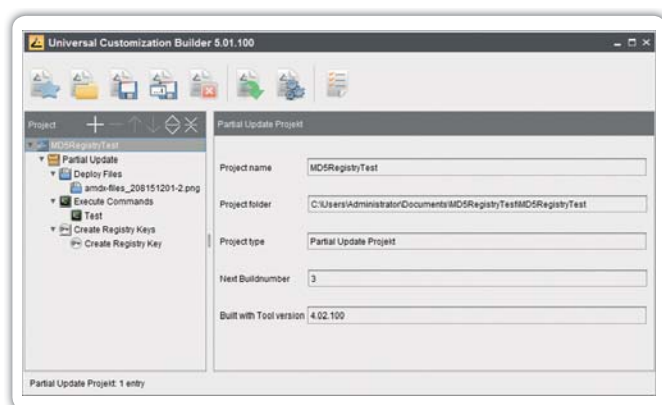 Universal Customization Builder 5.01.100
Project
Partial Update Projekt
MD5RegistryTest
Partial Update
Deploy Files
amdx-files_208151201-2.png
Execute Commands
Test
Create Registry Keys
Create Registry Key
Project name MD5RegistryTest
Project folder C:\Users\Administrator\Documents\MD5RegistryTest\MD5RegistryTest
Project type Partial Update Projekt
Next Buildnumber 3
Built with Tool version 4.02.100
Partial Update Projekt: 1 entry